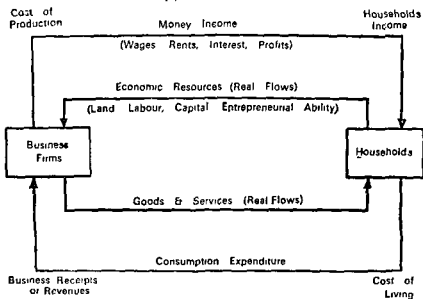 Cost of
Production
Money Income
Households
Income
(Wages Rents, Interest, Profits)
Economic Resources (Real Flows)
(Land Labour, Capital Entrepreneurial Ability)
Business
Firms
Households
Goods & Services (Real Flows)
Consumption Expenditure
Business Receipts
or Revenues
Cost of
Living